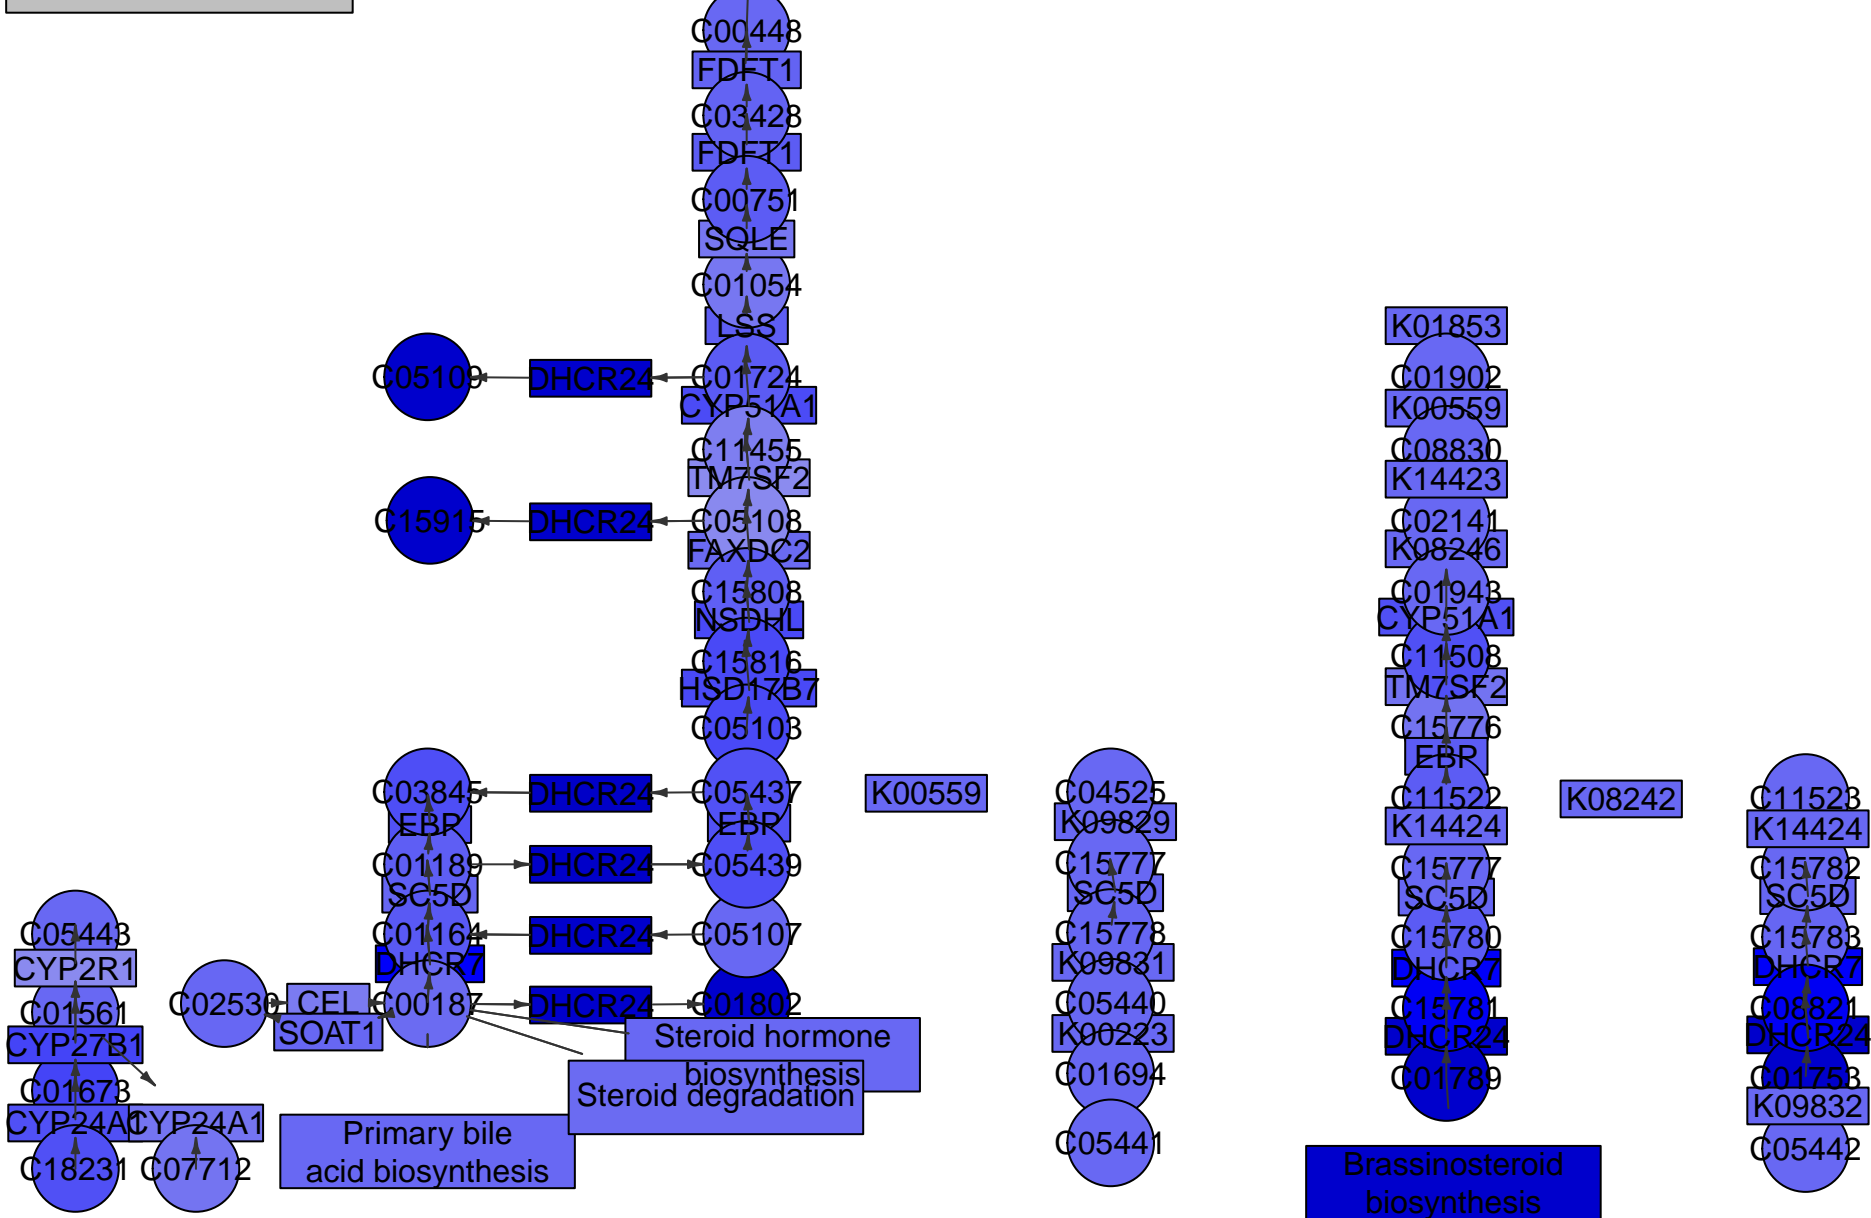 C00448
FDFT1
C03428
FDFT1
C00751
SQLE
C01054
LSS
C05109
DHCR24
C01724
CYP51A1
C11455
TM7SF2
C15915
DHCR24
C05108
FAXDC2
C15808
NSDHL
C15816
HSD17B7
C05103
C03845
DHCR24
C05437
EBP
EBP
C01189
DHCR24
C05439
SC5D
C01164
DHCR24
C05107
DHCR7
C02530
CEL
SOAT1
C00187
DHCR24
C01802
Steroid hormone
biosynthesis
Steroid degradation
Primary bile
acid biosynthesis
C05443
CYP2R1
C01561
CYP27B1
C01673
CYP24A1
CYP24A1
C18231
C07712
K00559
C04525
K09829
C15777
SC5D
C15778
K09831
C05440
K00223
C01694
C05441
K01853
C01902
K00559
C08830
K14423
C02141
K08246
C01943
CYP51A1
C11508
TM7SF2
C15776
EBP
C11522
K14424
C15777
SC5D
C15780
DHCR7
C15781
DHCR24
C01789
Brassinosteroid
biosynthesis
K08242
C11523
K14424
C15782
SC5D
C15783
DHCR7
C08821
DHCR24
C01753
K09832
C05442